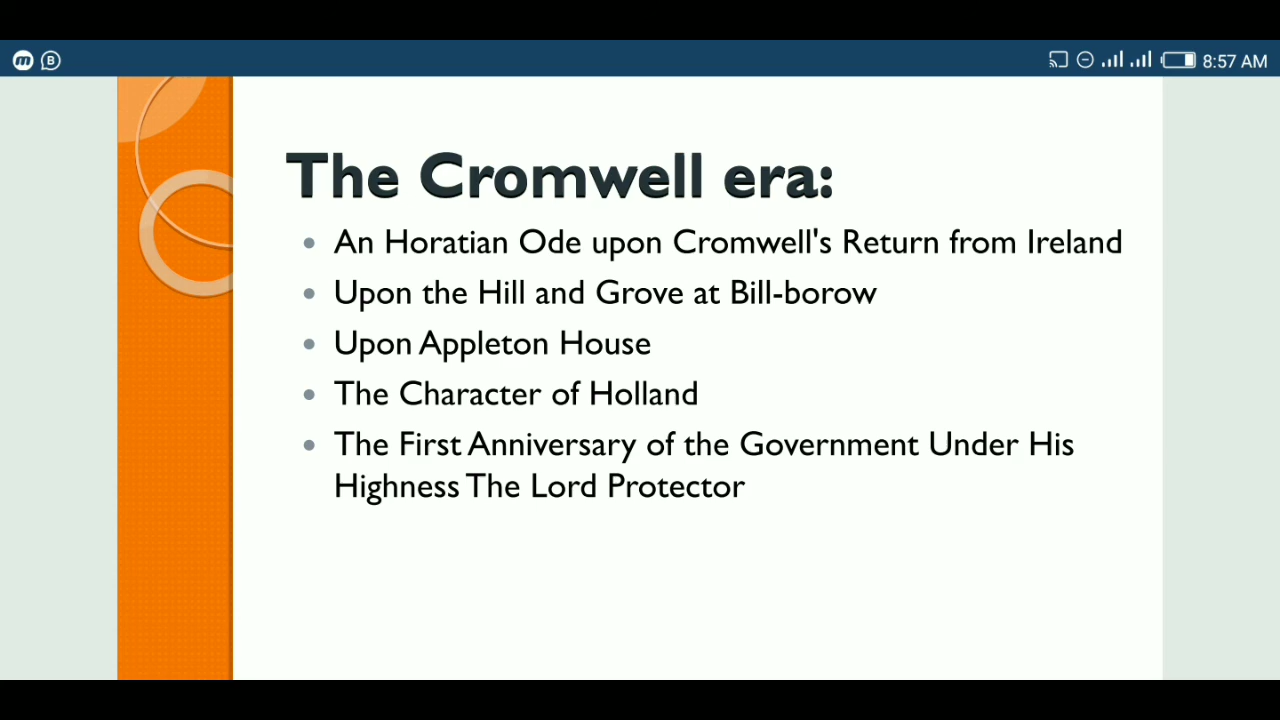 8:57 AM
The Cromwell era:
• An Horatian Ode upon Cromwell's Return from Ireland
• Upon the Hill and Grove at Bill-borow
• Upon Appleton House
• The Character of Holland
• The First Anniversary of the Government Under His
Highness The Lord Protector